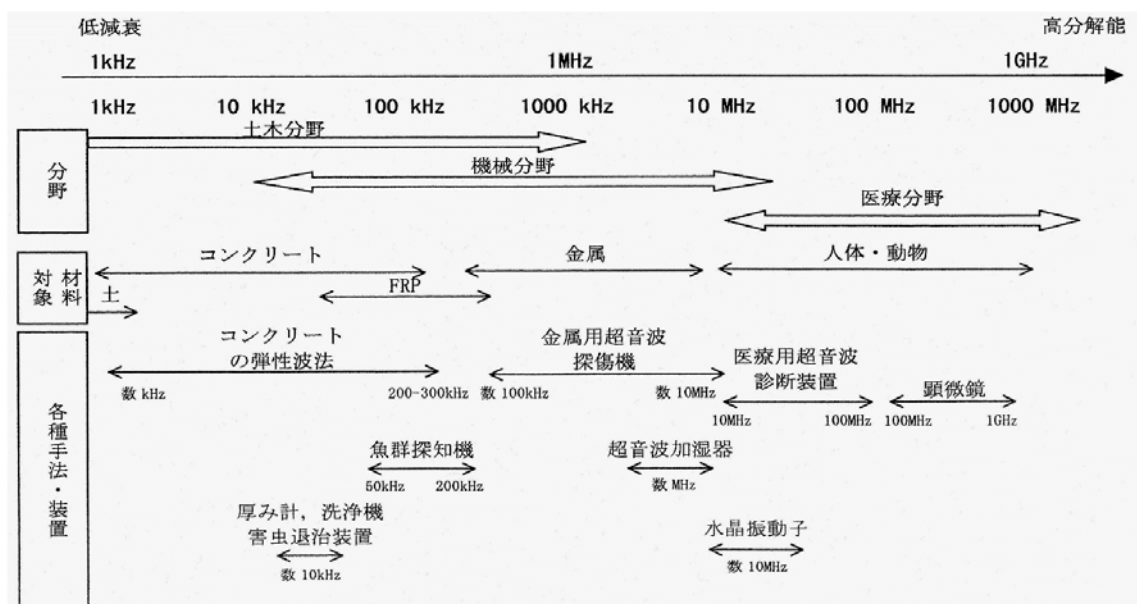 低減衰
高分解能
1kHz 1MHz 1GHz
1kHz 10 kHz 100 kHz 1000 kHz 10 MHz 100 MHz 1000 MHz
分野
土木分野
機械分野
医療分野
対象材料
コンクリート
金属
人体・動物
土
FRP
各種手法・装置
コンクリート
の弾性波法
数 kHz
200-300kHz
金属用超音波
探傷機
数 100kHz
数 10MHz
医療用超音波
診断装置
10MHz
100MHz
顕微鏡
100MHz
1GHz
魚群探知機
50kHz
200kHz
超音波加湿器
数 MHz
厚み計，洗浄機
害虫退治装置
数 10kHz
水晶振動子
数 10MHz